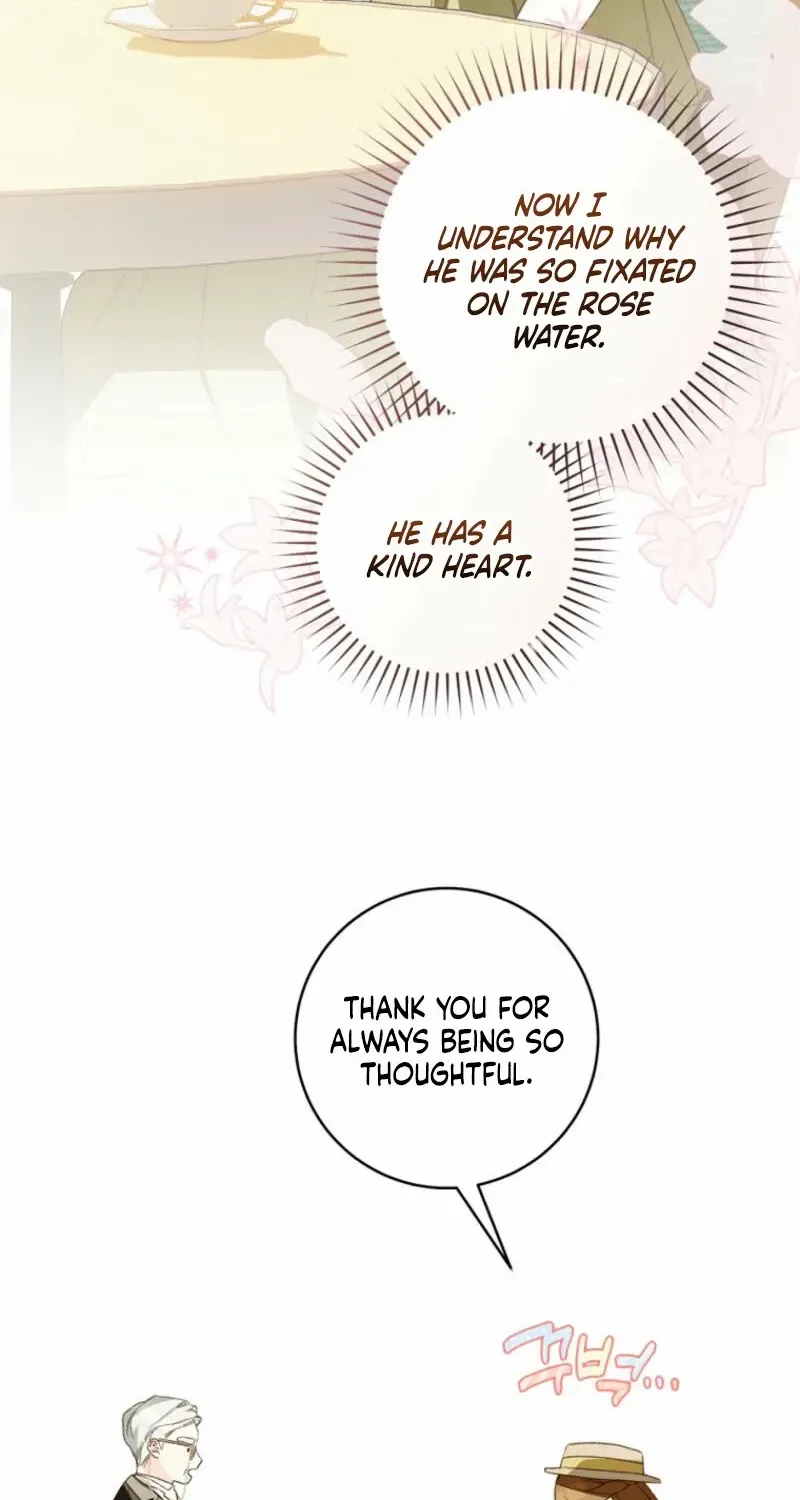 NOW I
UNDERSTAND WHY
HE WAS SO FIXATED
ON THE ROSE
WATER.
HE HAS A
KIND HEART.
THANK YOU FOR
ALWAYS BEING SO
THOUGHTFUL.
꾸벅...